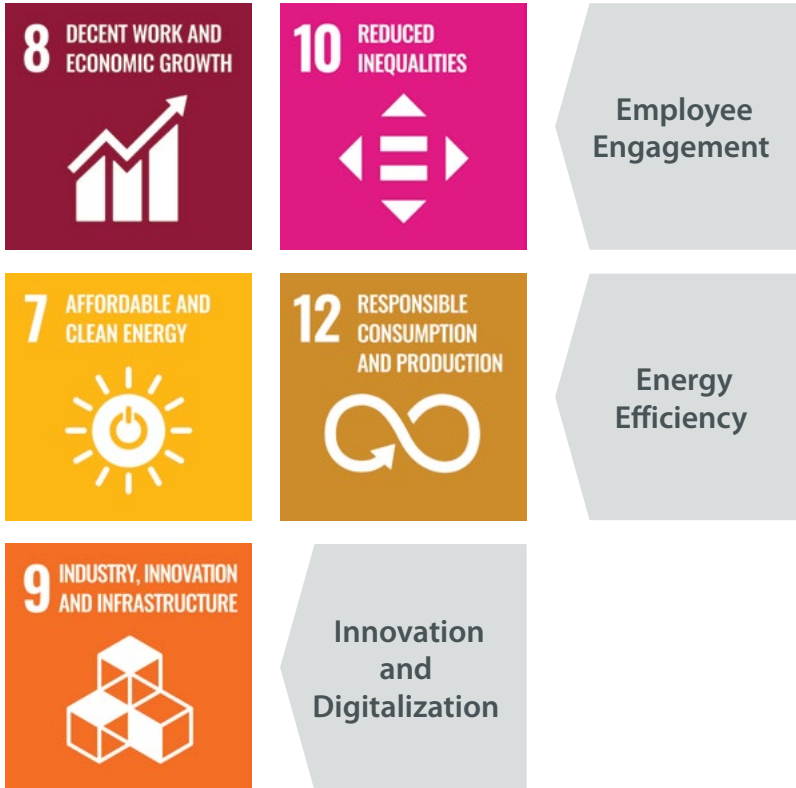 8 DECENT WORK AND
ECONOMIC GROWTH
10 REDUCED
INEQUALITIES
Employee
Engagement
7 AFFORDABLE AND
CLEAN ENERGY
12 RESPONSIBLE
CONSUMPTION
AND PRODUCTION
Energy
Efficiency
9 INDUSTRY, INNOVATION
AND INFRASTRUCTURE
Innovation
and
Digitalization